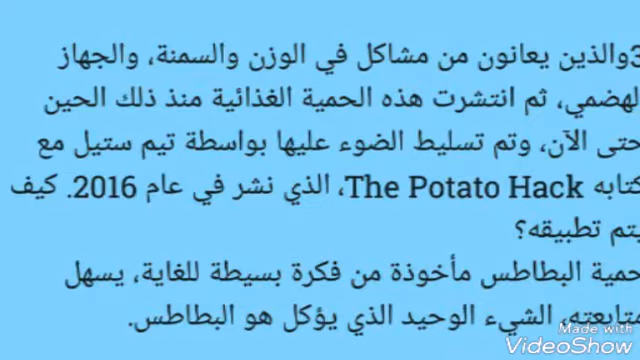 3والذين يعانون من مشاكل في الوزن والسمنة، والجهاز
الهضمي، ثم انتشرت هذه الحمية الغذائية منذ ذلك الحين
حتى الآن، وتم تسليط الضوء عليها بواسطة تيم ستيل مع
كتابه The Potato Hack، الذي نشر في عام 2016. كيف
يتم تطبيقه؟
حمية البطاطس مأخوذة من فكرة بسيطة للغاية، يسهل
متابعته، الشيء الوحيد الذي يؤكل هو البطاطس.
Made with
VideoShow